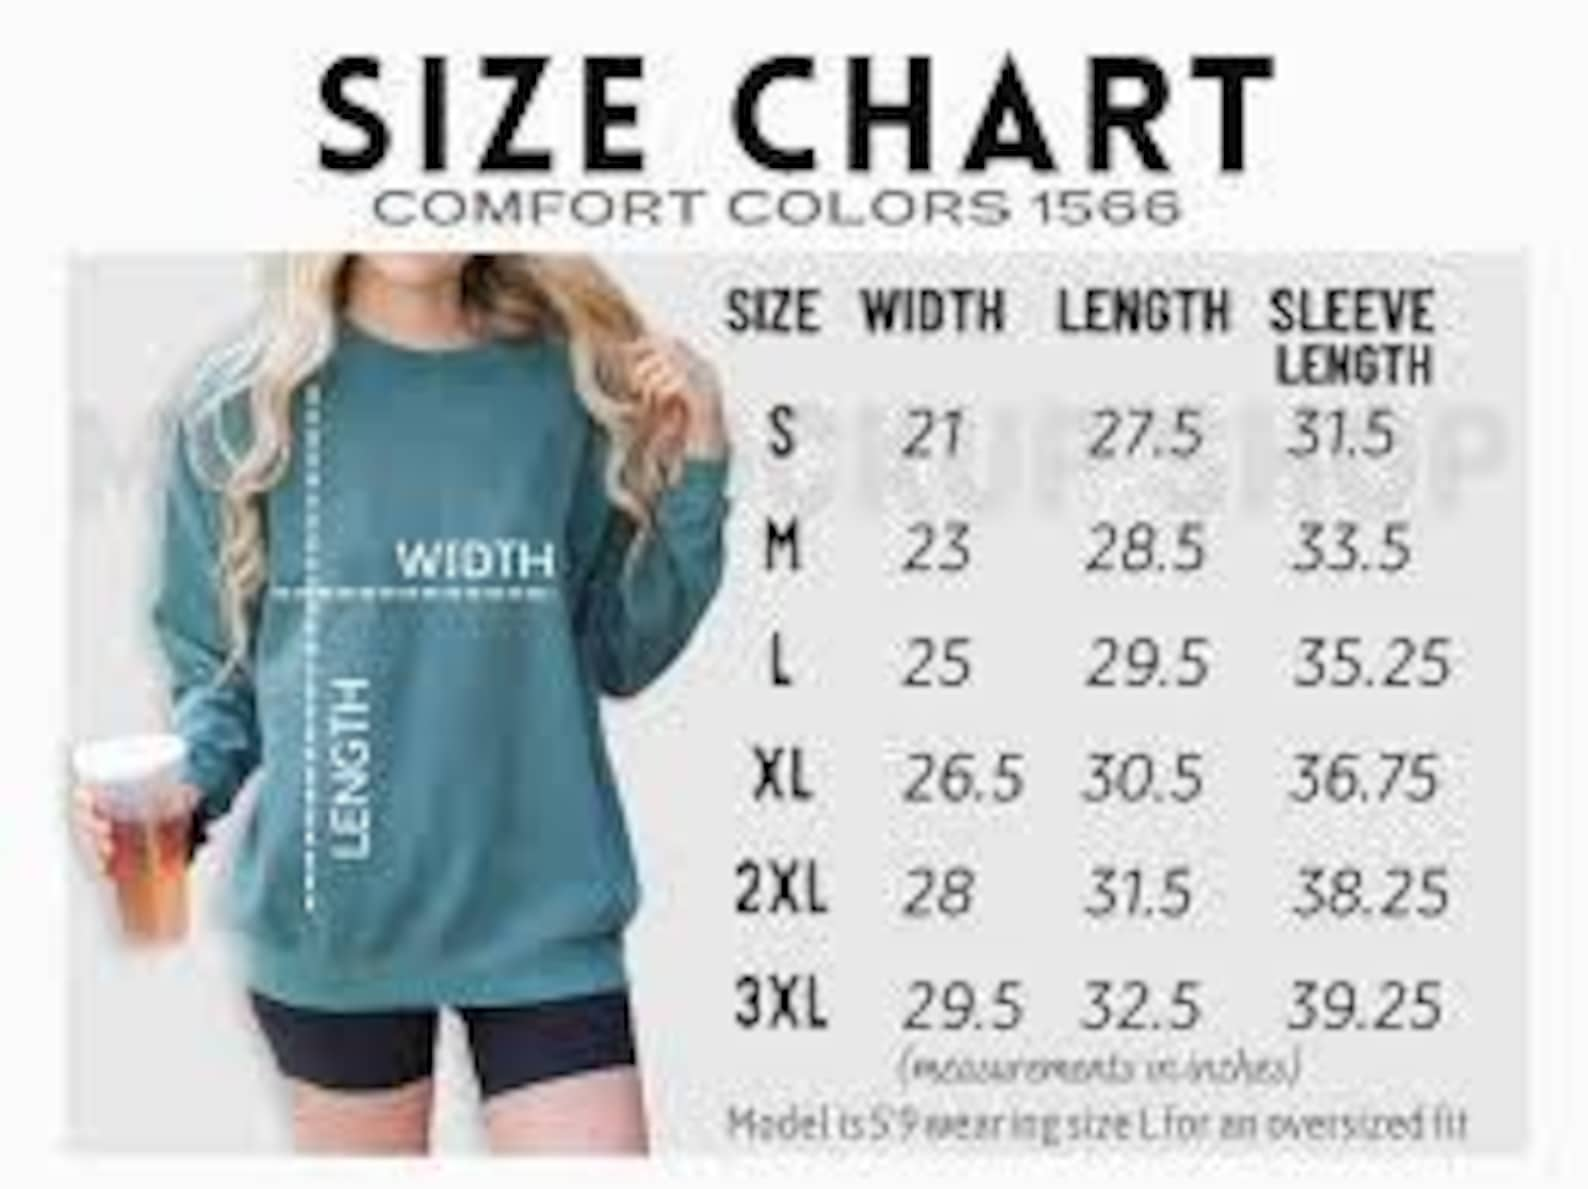 SIZE CHART
COMFORT COLORS 1566
SIZE WIDTH LENGTH SLEEVE LENGTH
S 21 27.5 31.5
M 23 28.5 33.5
L 25 29.5 35.25
XL 26.5 30.5 36.75
2XL 28 31.5 38.25
3XL 29.5 32.5 39.25
(measurements in inches)
Model is 5'9 wearing size L for an oversized fit
WIDTH
LENGTH